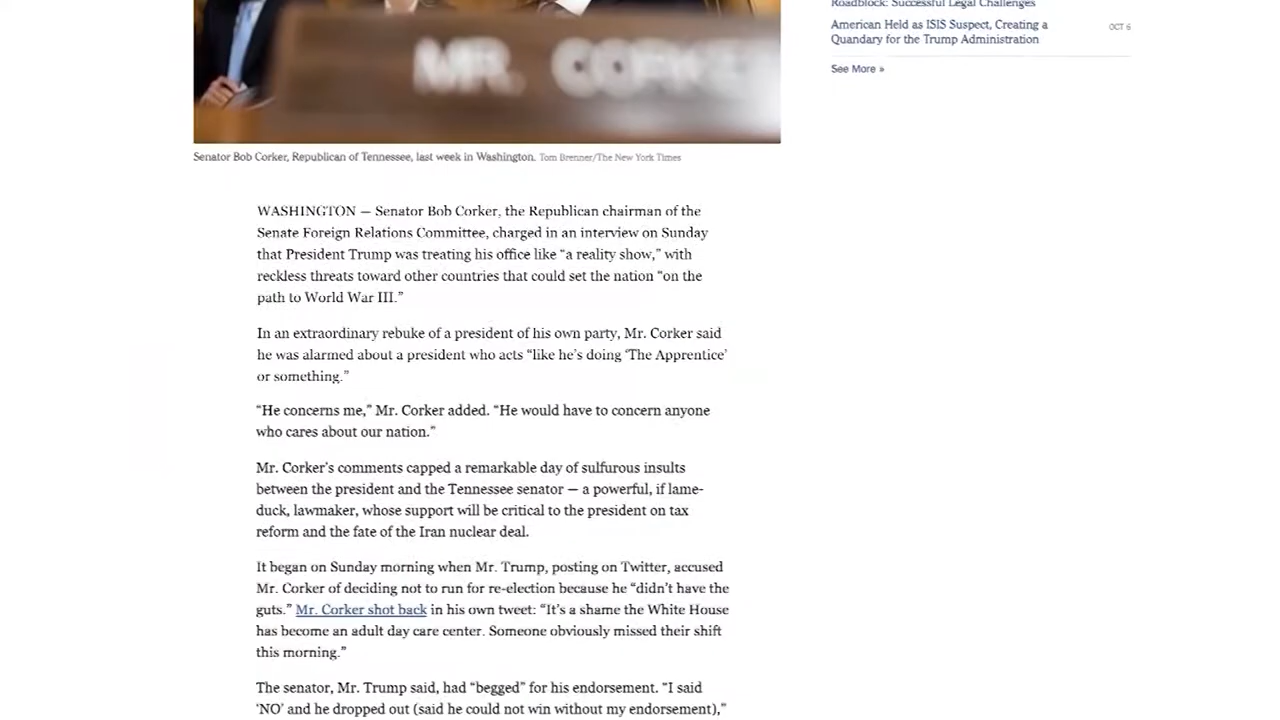 Roadblock: Successful Legal Challenges
American Held as ISIS Suspect, Creating a
Quandary for the Trump Administration
OCT 6
See More »
MR. CORKER
Senator Bob Corker, Republican of Tennessee, last week in Washington. Tom Brenner/The New York Times
WASHINGTON — Senator Bob Corker, the Republican chairman of the
Senate Foreign Relations Committee, charged in an interview on Sunday
that President Trump was treating his office like “a reality show,” with
reckless threats toward other countries that could set the nation “on the
path to World War III.”
In an extraordinary rebuke of a president of his own party, Mr. Corker said
he was alarmed about a president who acts “like he’s doing ‘The Apprentice’
or something.”
“He concerns me,” Mr. Corker added. “He would have to concern anyone
who cares about our nation.”
Mr. Corker’s comments capped a remarkable day of sulfurous insults
between the president and the Tennessee senator — a powerful, if lame-
duck, lawmaker, whose support will be critical to the president on tax
reform and the fate of the Iran nuclear deal.
It began on Sunday morning when Mr. Trump, posting on Twitter, accused
Mr. Corker of deciding not to run for re-election because he “didn’t have the
guts.” Mr. Corker shot back in his own tweet: “It’s a shame the White House
has become an adult day care center. Someone obviously missed their shift
this morning.”
The senator, Mr. Trump said, had “begged” for his endorsement. “I said
‘NO’ and he dropped out (said he could not win without my endorsement),”